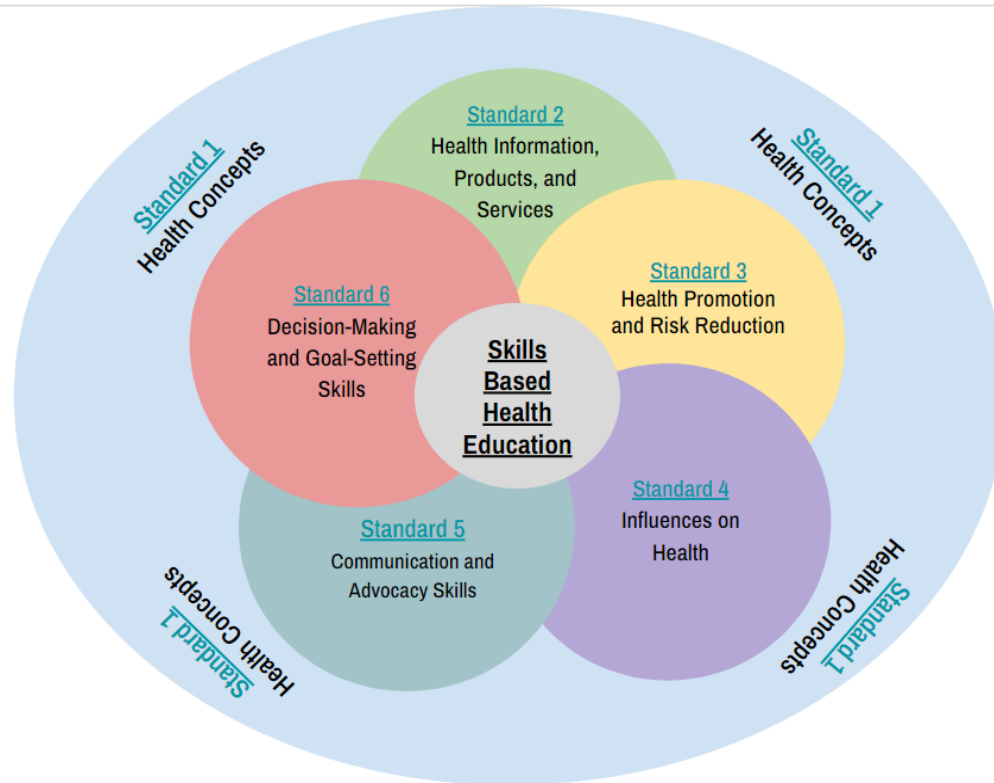 Standard 1
Health Concepts
Standard 1
Health Concepts
Standard 2
Health Information,
Products, and
Services
Standard 3
Health Promotion
and Risk Reduction
Standard 6
Decision-Making
and Goal-Setting
Skills
Skills
Based
Health
Education
Standard 4
Influences on
Health
Standard 5
Communication and
Advocacy Skills
Standard 1
Health Concepts
Standard 1
Health Concepts